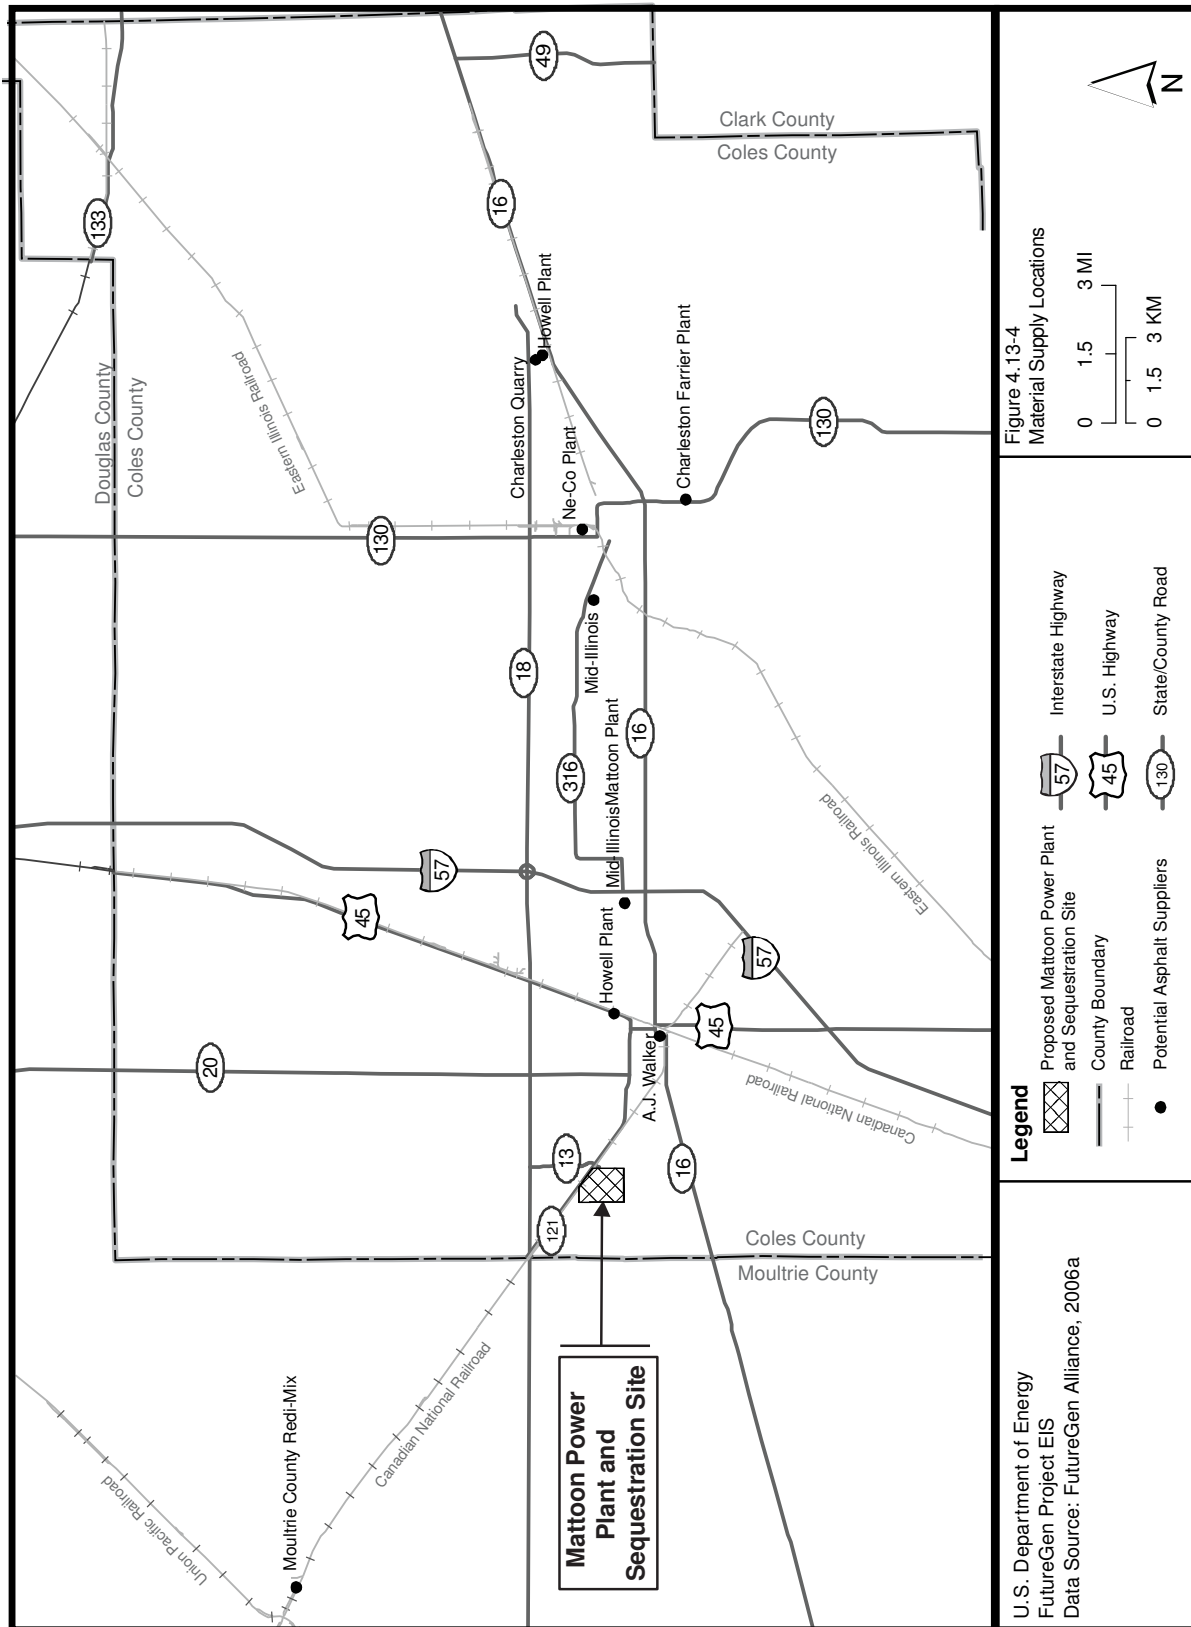 133
49
16
Clark County
Coles County
Douglas County
Coles County
Eastern Illinois Railroad
Howell Plant
Charleston Quarry
Ne-Co Plant
Charleston Farrier Plant
130
130
18
Mid-Illinois
16
316
Mid-IllinoisMattoon Plant
57
45
Howell Plant
Eastern Illinois Railroad
57
45
20
A.J. Walker
Canadian National Railroad
13
16
121
Coles County
Moultrie County
Union Pacific Railroad
Moultrie County Redi-Mix
Canadian National Railroad
Mattoon Power
Plant and
Sequestration Site
U.S. Department of Energy
FutureGen Project EIS
Data Source: FutureGen Alliance, 2006a
Legend
Proposed Mattoon Power Plant
and Sequestration Site
County Boundary
Railroad
Potential Asphalt Suppliers
57
Interstate Highway
45
U.S. Highway
130
State/County Road
Figure 4.13-4
Material Supply Locations
0 1.5 3 MI
0 1.5 3 KM
N